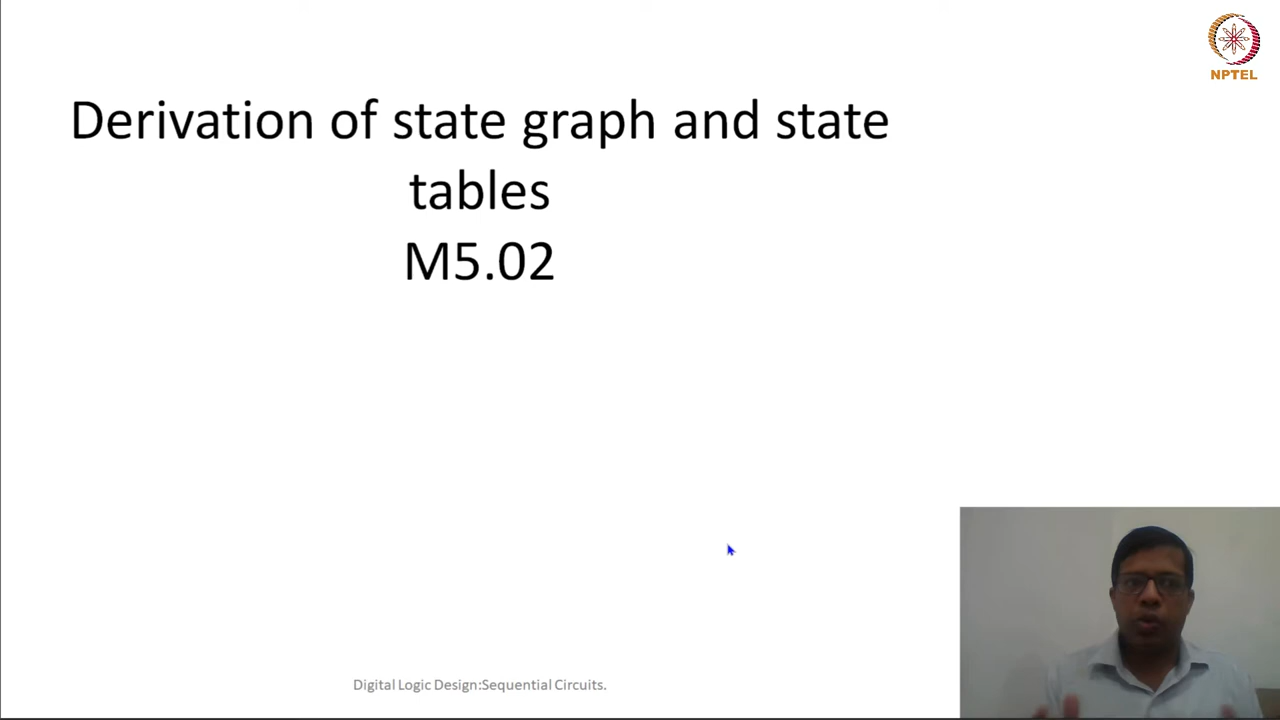 NPTEL
Derivation of state graph and state
tables
M5.02
Digital Logic Design:Sequential Circuits.